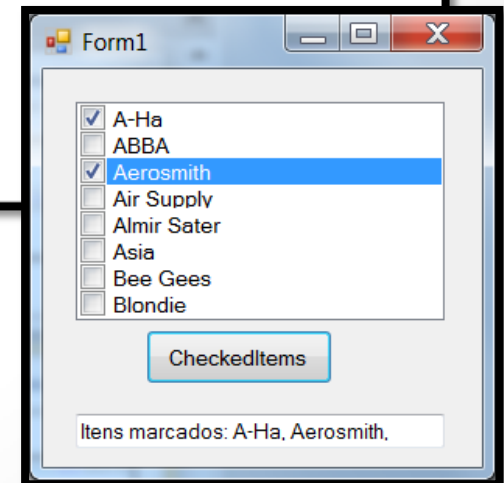 Form1
A-Ha
ABBA
Aerosmith
Air Supply
Almir Sater
Asia
Bee Gees
Blondie
CheckedItems
Itens marcados: A-Ha, Aerosmith,